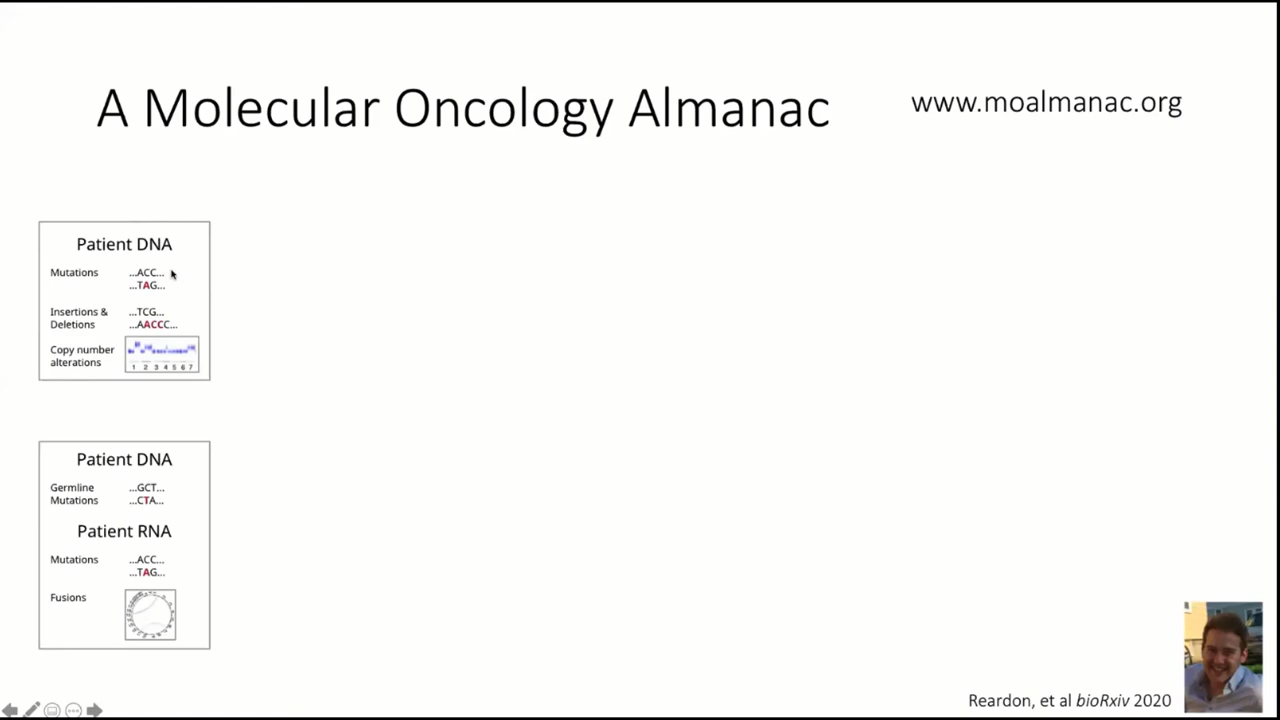 A Molecular Oncology Almanac
www.moalmanac.org
Patient DNA
Mutations ...ACC...
...TAG...
Insertions & ...TCG...
Deletions ...AACCC...
Copy number
alterations
1 2 3 4 5 6 7
Patient DNA
Germline ...GCT...
Mutations ...CTA...
Patient RNA
Mutations ...ACC...
...TAG...
Fusions
Reardon, et al bioRxiv 2020